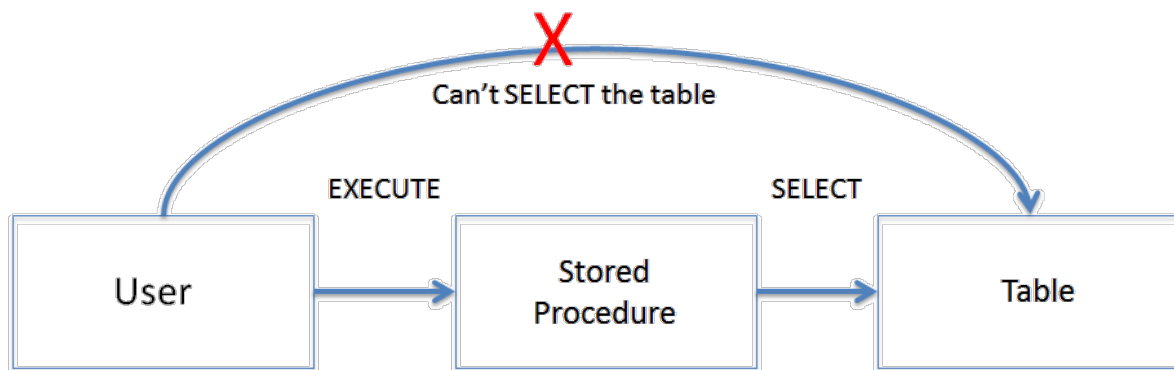 X
Can't SELECT the table
EXECUTE
SELECT
User
Stored
Procedure
Table